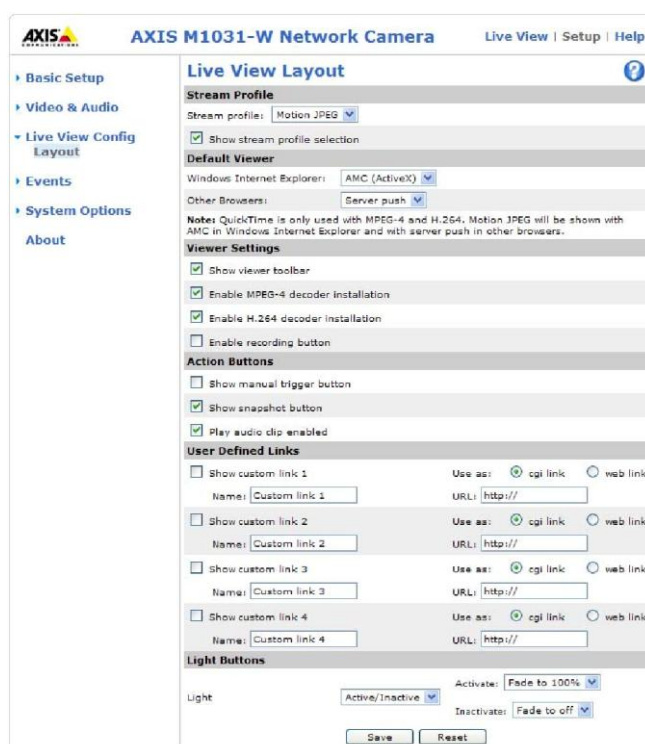 AXIS
COMMUNICATIONS
AXIS M1031-W Network Camera
Live View | Setup | Help
Basic Setup
Video & Audio
Live View Config
Layout
Events
System Options
About
Live View Layout
?
Stream Profile
Stream profile: Motion JPEG
Show stream profile selection
Default Viewer
Windows Internet Explorer: AMC (ActiveX)
Other Browsers: Server push
Note: QuickTime is only used with MPEG-4 and H.264. Motion JPEG will be shown with
AMC in Windows Internet Explorer and with server push in other browsers.
Viewer Settings
Show viewer toolbar
Enable MPEG-4 decoder installation
Enable H.264 decoder installation
Enable recording button
Action Buttons
Show manual trigger button
Show snapshot button
Play audio clip enabled
User Defined Links
Show custom link 1 Use as: cgi link web link
Name: Custom link 1 URL: http://
Show custom link 2 Use as: cgi link web link
Name: Custom link 2 URL: http://
Show custom link 3 Use as: cgi link web link
Name: Custom link 3 URL: http://
Show custom link 4 Use as: cgi link web link
Name: Custom link 4 URL: http://
Light Buttons
Activate: Fade to 100%
Light Active/Inactive
Inactivate: Fade to off
Save Reset